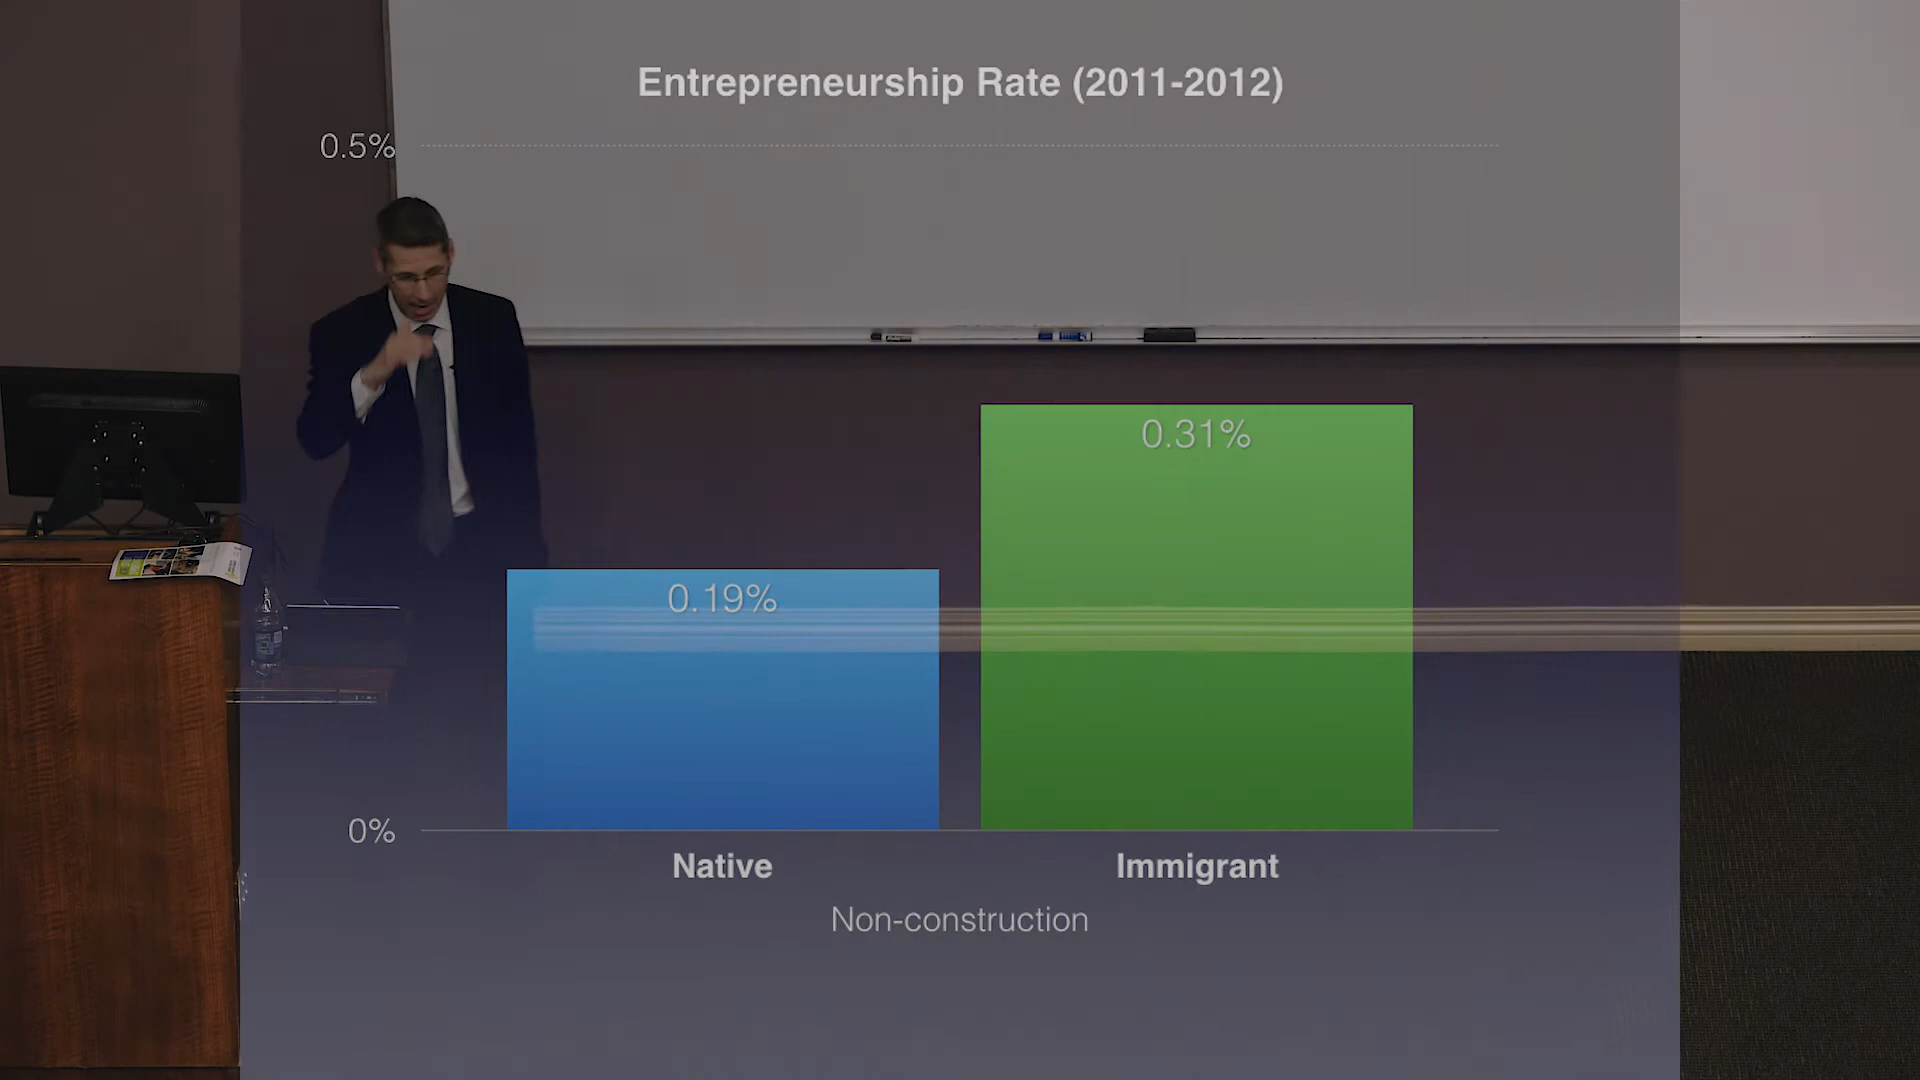 Entrepreneurship Rate (2011-2012)
0.5%
0.31%
0.19%
0%
Native
Immigrant
Non-construction